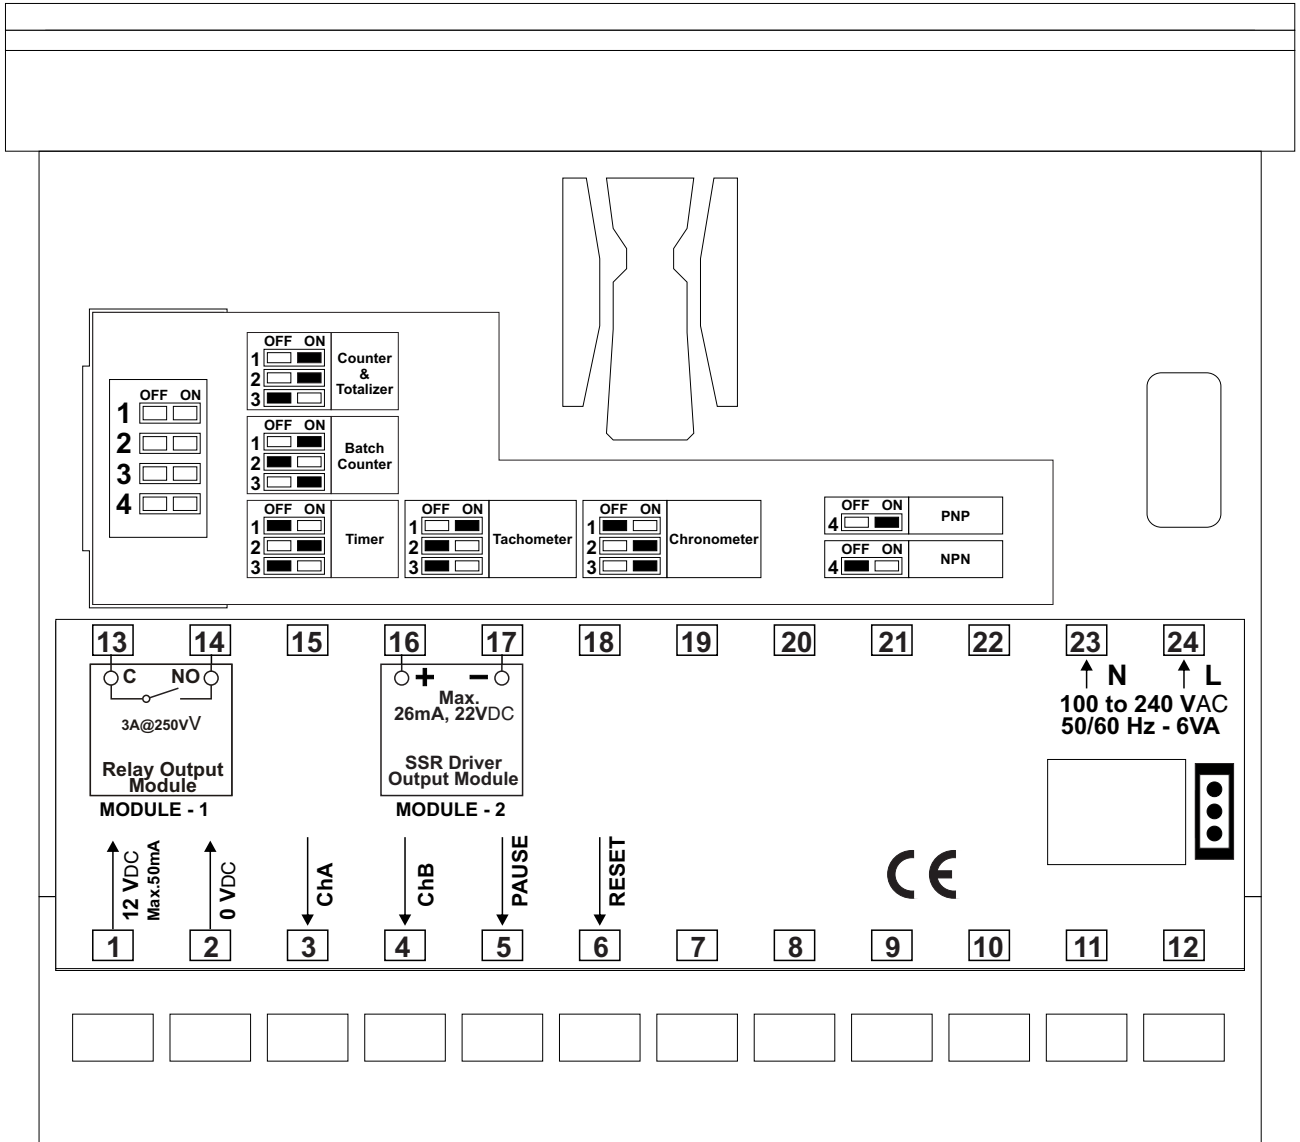 OFF ON
1
2
3
4
OFF ON
1
2
3
Counter
&
Totalizer
OFF ON
1
2
3
Batch
Counter
OFF ON
1
2
3
Timer
OFF ON
1
2
3
Tachometer
OFF ON
1
2
3
Chronometer
OFF ON
4
PNP
OFF ON
4
NPN
13 14 15 16 17 18 19 20 21 22 23 24
C NO
3A@250VV
Relay Output
Module
MODULE - 1
+ −
Max.
26mA, 22VDC
SSR Driver
Output Module
MODULE - 2
N L
100 to 240 VAC
50/60 Hz - 6VA
12 VDC
Max.50mA
0 VDC
ChA
ChB
PAUSE
RESET
CE
1 2 3 4 5 6 7 8 9 10 11 12